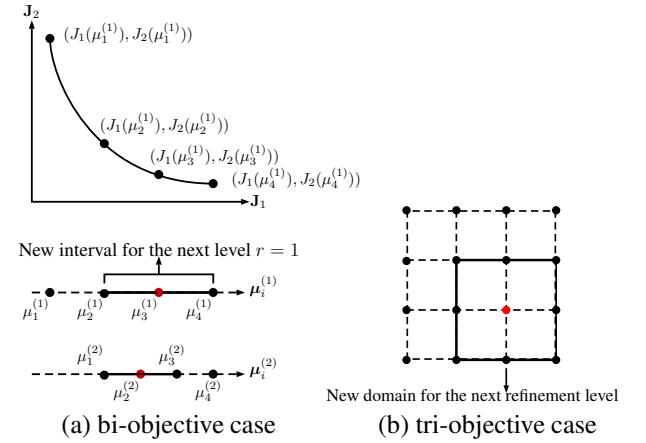 J₂
(J₁(μ₁⁽¹⁾), J₂(μ₁⁽¹⁾))
(J₁(μ₂⁽¹⁾), J₂(μ₂⁽¹⁾))
(J₁(μ₃⁽¹⁾), J₂(μ₃⁽¹⁾))
(J₁(μ₄⁽¹⁾), J₂(μ₄⁽¹⁾))
J₁
New interval for the next level r = 1
μᵢ⁽¹⁾
μ₁⁽¹⁾ μ₂⁽¹⁾ μ₃⁽¹⁾ μ₄⁽¹⁾
μ₁⁽²⁾ μ₃⁽²⁾
μᵢ⁽²⁾
μ₂⁽²⁾ μ₄⁽²⁾
(a) bi-objective case
New domain for the next refinement level
(b) tri-objective case